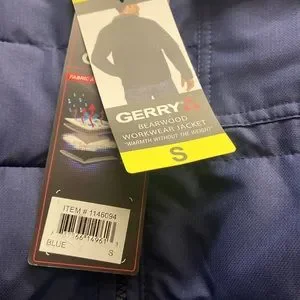 GERRY
BEARWOOD
WORKWEAR JACKET
"WARMTH WITHOUT THE WEIGHT"
S
ITEM # 1146094
BLUE
S